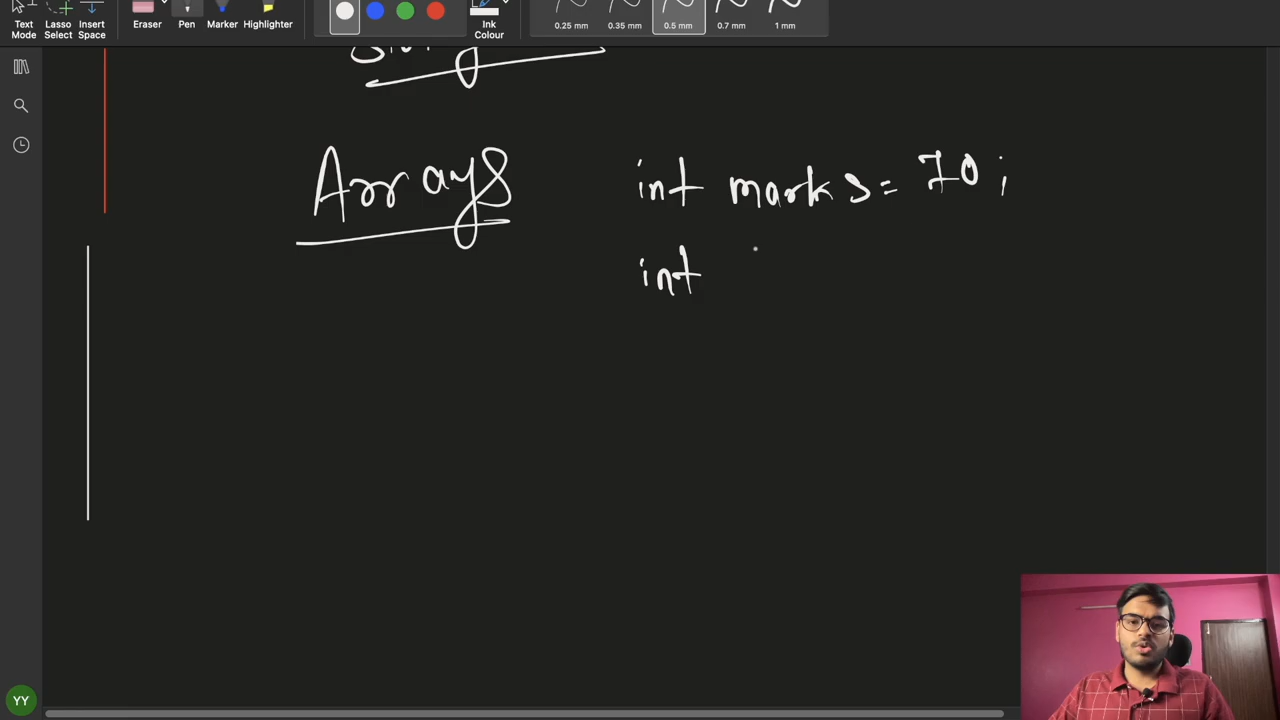 Text Mode
Lasso Select
Insert Space
Eraser
Pen
Marker
Highlighter
Ink Colour
0.25 mm
0.35 mm
0.5 mm
0.7 mm
1 mm
Arrays
int marks = 70;
int
YY